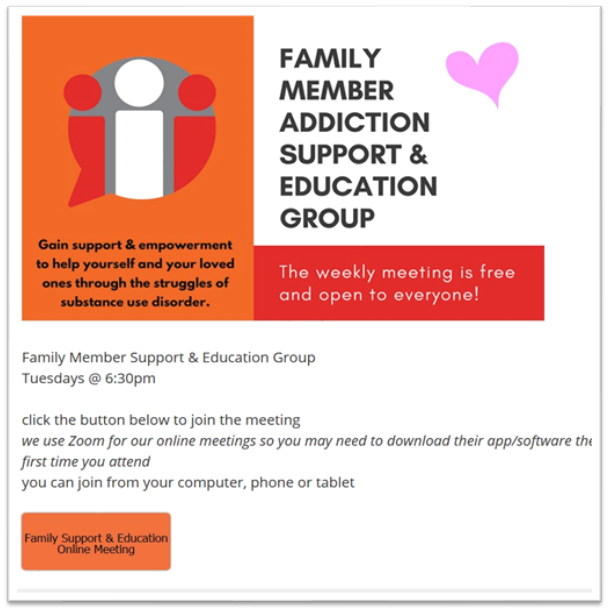 FAMILY
MEMBER
ADDICTION
SUPPORT &
EDUCATION
GROUP
Gain support & empowerment
to help yourself and your loved
ones through the struggles of
substance use disorder.
The weekly meeting is free
and open to everyone!
Family Member Support & Education Group
Tuesdays @ 6:30pm
click the button below to join the meeting
we use Zoom for our online meetings so you may need to download their app/software the
first time you attend
you can join from your computer, phone or tablet
Family Support & Education
Online Meeting